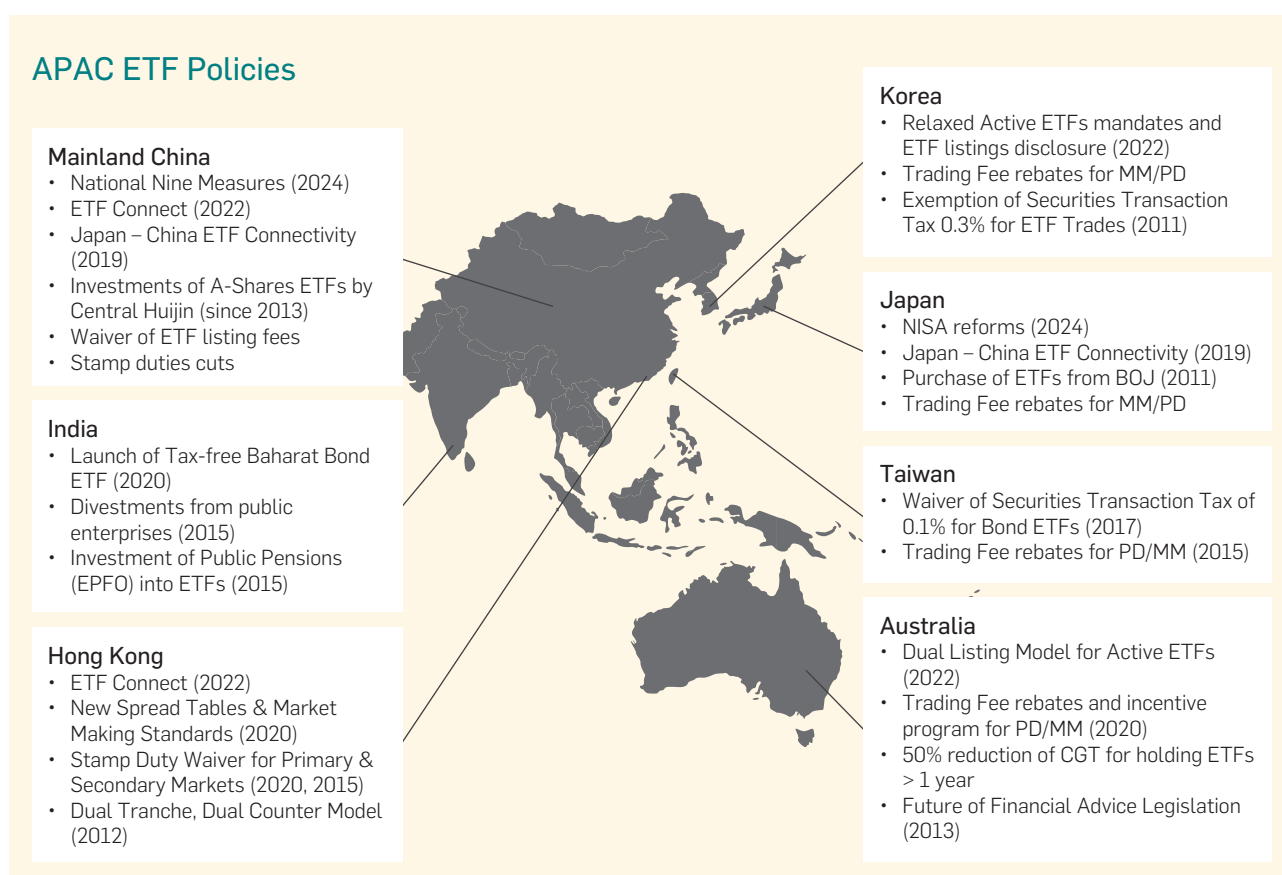 APAC ETF Policies
Mainland China
• National Nine Measures (2024)
• ETF Connect (2022)
• Japan – China ETF Connectivity
(2019)
• Investments of A-Shares ETFs by
Central Huijin (since 2013)
• Waiver of ETF listing fees
• Stamp duties cuts
India
• Launch of Tax-free Baharat Bond
ETF (2020)
• Divestments from public
enterprises (2015)
• Investment of Public Pensions
(EPFO) into ETFs (2015)
Hong Kong
• ETF Connect (2022)
• New Spread Tables & Market
Making Standards (2020)
• Stamp Duty Waiver for Primary &
Secondary Markets (2020, 2015)
• Dual Tranche, Dual Counter Model
(2012)
Korea
• Relaxed Active ETFs mandates and
ETF listings disclosure (2022)
• Trading Fee rebates for MM/PD
• Exemption of Securities Transaction
Tax 0.3% for ETF Trades (2011)
Japan
• NISA reforms (2024)
• Japan – China ETF Connectivity (2019)
• Purchase of ETFs from BOJ (2011)
• Trading Fee rebates for MM/PD
Taiwan
• Waiver of Securities Transaction Tax of
0.1% for Bond ETFs (2017)
• Trading Fee rebates for PD/MM (2015)
Australia
• Dual Listing Model for Active ETFs
(2022)
• Trading Fee rebates and incentive
program for PD/MM (2020)
• 50% reduction of CGT for holding ETFs
> 1 year
• Future of Financial Advice Legislation
(2013)